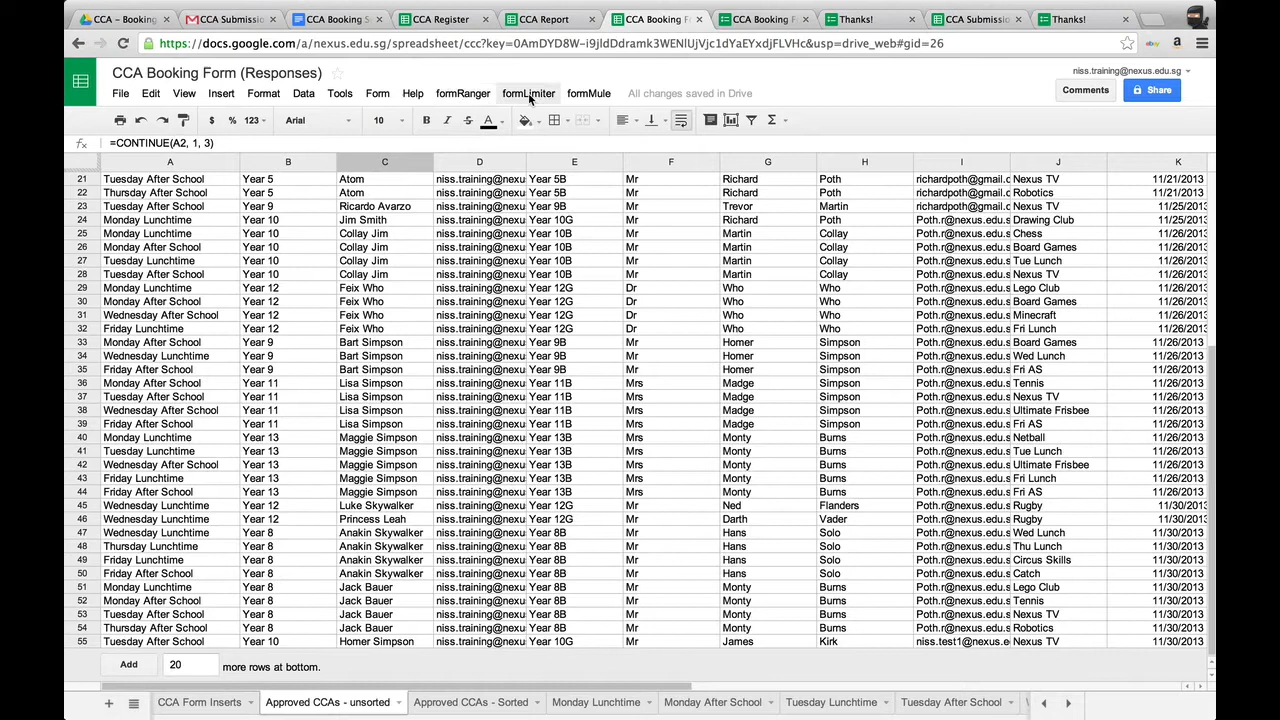 CCA - Booking CCA Submissio CCA Booking S CCA Register CCA Report CCA Booking F CCA Booking Thanks! CCA Submissio Thanks!
https://docs.google.com/a/nexus.edu.sg/spreadsheet/ccc?key=0AmDYD8W-i9jldDdramk3WENlUjVjc1dYaEYxdjFLVHc&usp=drive_web#gid=26
CCA Booking Form (Responses) niss.training@nexus.edu.sg
File Edit View Insert Format Data Tools Form Help formRanger formLimiter formMule All changes saved in Drive Comments Share
$ % 123 Arial 10 B I S A Σ
fx =CONTINUE(A2, 1, 3)
A B C D E F G H I J K
21 Tuesday After School Year 5 Atom niss.training@nexu Year 5B Mr Richard Poth richardpoth@gmail.c Nexus TV 11/21/2013
22 Thursday After School Year 5 Atom niss.training@nexu Year 5B Mr Richard Poth richardpoth@gmail.c Robotics 11/21/2013
23 Tuesday After School Year 9 Ricardo Avarzo niss.training@nexu Year 9B Mr Trevor Martin richardpoth@gmail.c Nexus TV 11/25/2013
24 Monday Lunchtime Year 10 Jim Smith niss.training@nexu Year 10G Mr Richard Poth Poth.r@nexus.edu.s Drawing Club 11/25/2013
25 Monday Lunchtime Year 10 Collay Jim niss.training@nexu Year 10B Mr Martin Collay Poth.r@nexus.edu.s Chess 11/26/2013
26 Monday After School Year 10 Collay Jim niss.training@nexu Year 10B Mr Martin Collay Poth.r@nexus.edu.s Board Games 11/26/2013
27 Tuesday Lunchtime Year 10 Collay Jim niss.training@nexu Year 10B Mr Martin Collay Poth.r@nexus.edu.s Tue Lunch 11/26/2013
28 Tuesday After School Year 10 Collay Jim niss.training@nexu Year 10B Mr Martin Collay Poth.r@nexus.edu.s Nexus TV 11/26/2013
29 Monday Lunchtime Year 12 Feix Who niss.training@nexu Year 12G Dr Who Who Poth.r@nexus.edu.s Lego Club 11/26/2013
30 Monday After School Year 12 Feix Who niss.training@nexu Year 12G Dr Who Who Poth.r@nexus.edu.s Board Games 11/26/2013
31 Wednesday After School Year 12 Feix Who niss.training@nexu Year 12G Dr Who Who Poth.r@nexus.edu.s Minecraft 11/26/2013
32 Friday Lunchtime Year 12 Feix Who niss.training@nexu Year 12G Dr Who Who Poth.r@nexus.edu.s Fri Lunch 11/26/2013
33 Monday After School Year 9 Bart Simpson niss.training@nexu Year 9B Mr Homer Simpson Poth.r@nexus.edu.s Board Games 11/26/2013
34 Wednesday Lunchtime Year 9 Bart Simpson niss.training@nexu Year 9B Mr Homer Simpson Poth.r@nexus.edu.s Wed Lunch 11/26/2013
35 Friday After School Year 9 Bart Simpson niss.training@nexu Year 9B Mr Homer Simpson Poth.r@nexus.edu.s Fri AS 11/26/2013
36 Monday After School Year 11 Lisa Simpson niss.training@nexu Year 11B Mrs Madge Simpson Poth.r@nexus.edu.s Tennis 11/26/2013
37 Tuesday After School Year 11 Lisa Simpson niss.training@nexu Year 11B Mrs Madge Simpson Poth.r@nexus.edu.s Nexus TV 11/26/2013
38 Wednesday After School Year 11 Lisa Simpson niss.training@nexu Year 11B Mrs Madge Simpson Poth.r@nexus.edu.s Ultimate Frisbee 11/26/2013
39 Friday After School Year 11 Lisa Simpson niss.training@nexu Year 11B Mrs Madge Simpson Poth.r@nexus.edu.s Fri AS 11/26/2013
40 Monday Lunchtime Year 13 Maggie Simpson niss.training@nexu Year 13B Mrs Monty Burns Poth.r@nexus.edu.s Netball 11/26/2013
41 Tuesday Lunchtime Year 13 Maggie Simpson niss.training@nexu Year 13B Mrs Monty Burns Poth.r@nexus.edu.s Tue Lunch 11/26/2013
42 Wednesday After School Year 13 Maggie Simpson niss.training@nexu Year 13B Mrs Monty Burns Poth.r@nexus.edu.s Ultimate Frisbee 11/26/2013
43 Friday Lunchtime Year 13 Maggie Simpson niss.training@nexu Year 13B Mrs Monty Burns Poth.r@nexus.edu.s Fri Lunch 11/26/2013
44 Friday After School Year 13 Maggie Simpson niss.training@nexu Year 13B Mrs Monty Burns Poth.r@nexus.edu.s Fri AS 11/26/2013
45 Wednesday Lunchtime Year 12 Luke Skywalker niss.training@nexu Year 12G Mr Ned Flanders Poth.r@nexus.edu.s Rugby 11/30/2013
46 Wednesday Lunchtime Year 12 Princess Leah niss.training@nexu Year 12G Mr Darth Vader Poth.r@nexus.edu.s Rugby 11/30/2013
47 Wednesday Lunchtime Year 8 Anakin Skywalker niss.training@nexu Year 8B Mr Hans Solo Poth.r@nexus.edu.s Wed Lunch 11/30/2013
48 Thursday Lunchtime Year 8 Anakin Skywalker niss.training@nexu Year 8B Mr Hans Solo Poth.r@nexus.edu.s Thu Lunch 11/30/2013
49 Friday Lunchtime Year 8 Anakin Skywalker niss.training@nexu Year 8B Mr Hans Solo Poth.r@nexus.edu.s Circus Skills 11/30/2013
50 Friday After School Year 8 Anakin Skywalker niss.training@nexu Year 8B Mr Hans Solo Poth.r@nexus.edu.s Catch 11/30/2013
51 Monday Lunchtime Year 8 Jack Bauer niss.training@nexu Year 8B Mr Monty Burns Poth.r@nexus.edu.s Lego Club 11/30/2013
52 Monday After School Year 8 Jack Bauer niss.training@nexu Year 8B Mr Monty Burns Poth.r@nexus.edu.s Tennis 11/30/2013
53 Tuesday After School Year 8 Jack Bauer niss.training@nexu Year 8B Mr Monty Burns Poth.r@nexus.edu.s Nexus TV 11/30/2013
54 Thursday After School Year 8 Jack Bauer niss.training@nexu Year 8B Mr Monty Burns Poth.r@nexus.edu.s Robotics 11/30/2013
55 Tuesday After School Year 10 Homer Simpson niss.training@nexu Year 10G Mr James Kirk niss.test1@nexus.e Nexus TV 11/30/2013
Add 20 more rows at bottom.
CCA Form Inserts Approved CCAs - unsorted Approved CCAs - Sorted Monday Lunchtime Monday After School Tuesday Lunchtime Tuesday After School